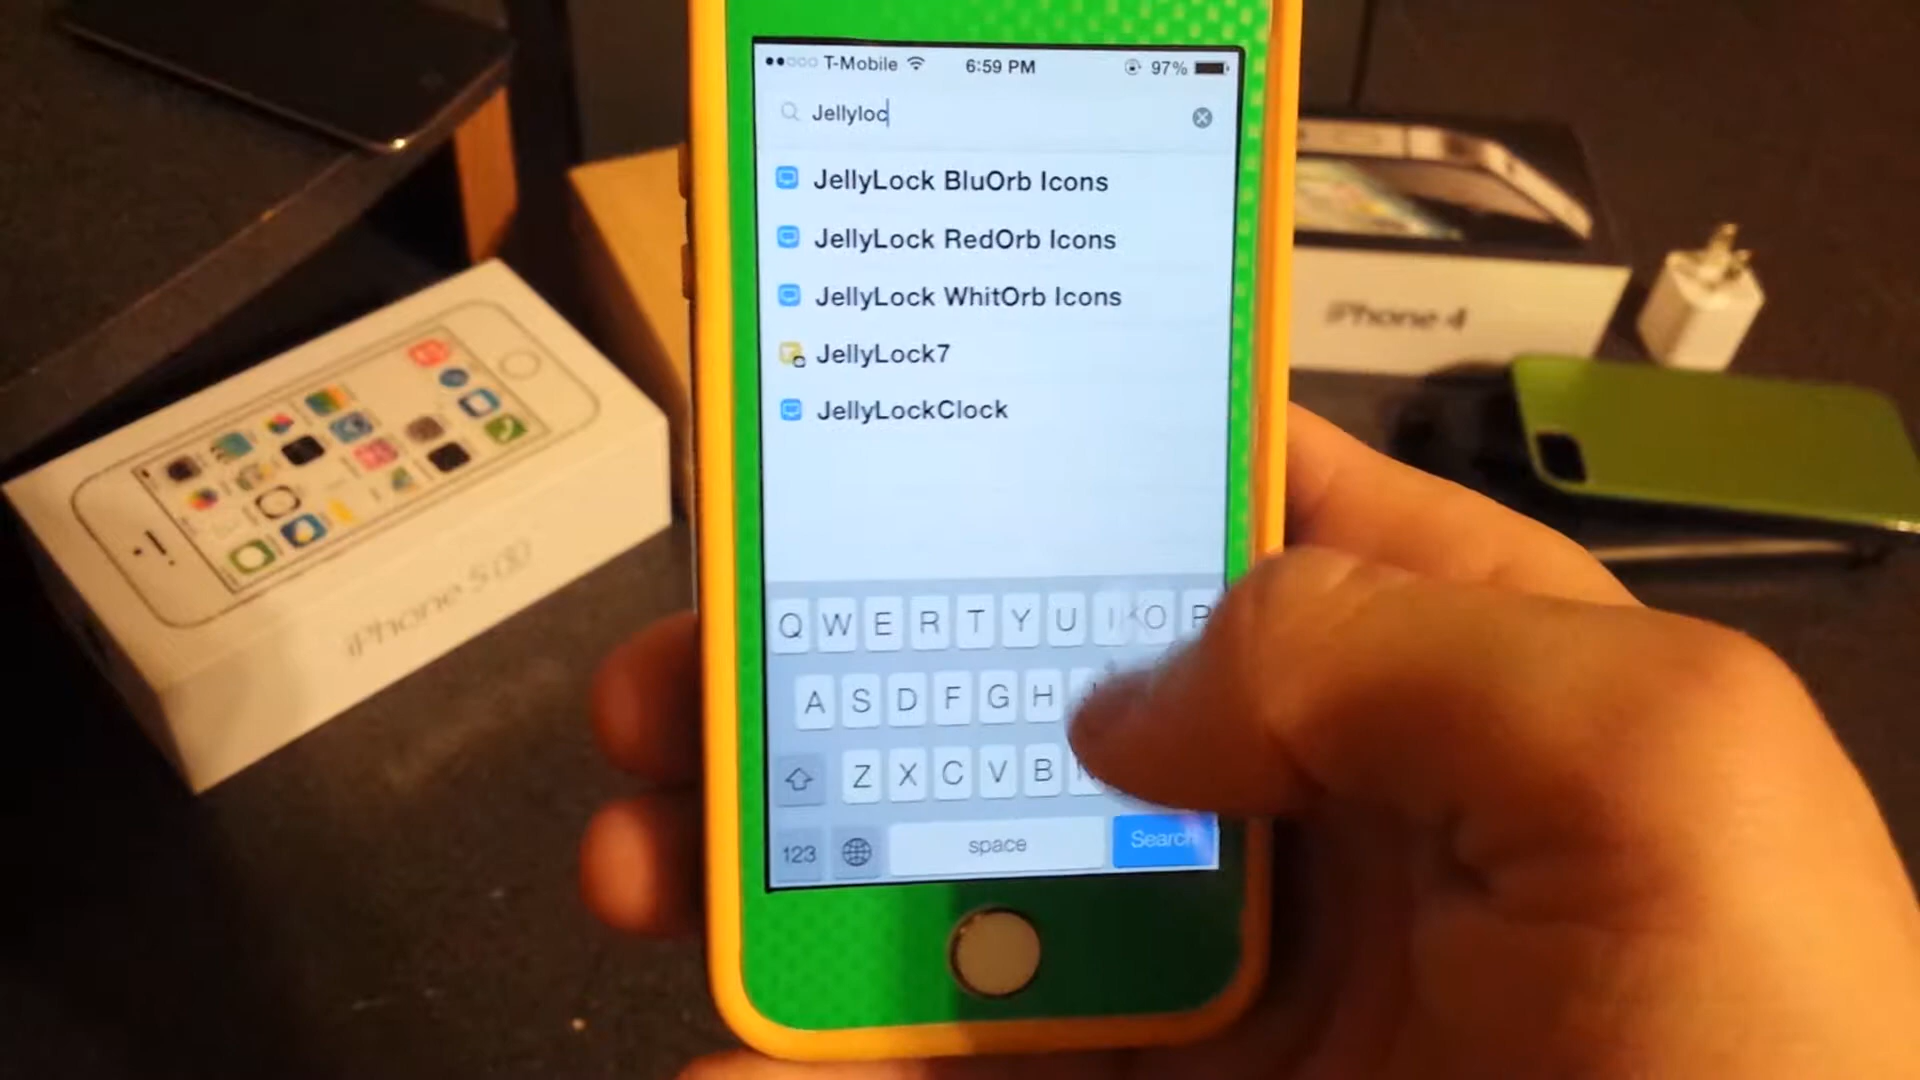 T-Mobile 6:59 PM 97%
Jellyloc
JellyLock BluOrb Icons
JellyLock RedOrb Icons
JellyLock WhitOrb Icons
JellyLock7
JellyLockClock
Q W E R T Y U I O P
A S D F G H
Z X C V B N
123 space Search
iPhone 5s
iPhone 4